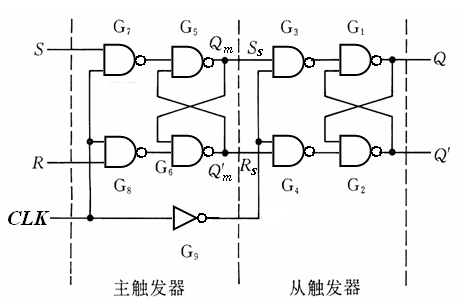 G₇ G₅ G₃ G₁
S Qₘ Sₛ Q
R G₈ G₆ Q′ₘ Rₛ G₄ G₂ Q′
CLK
G₉
主触发器 从触发器